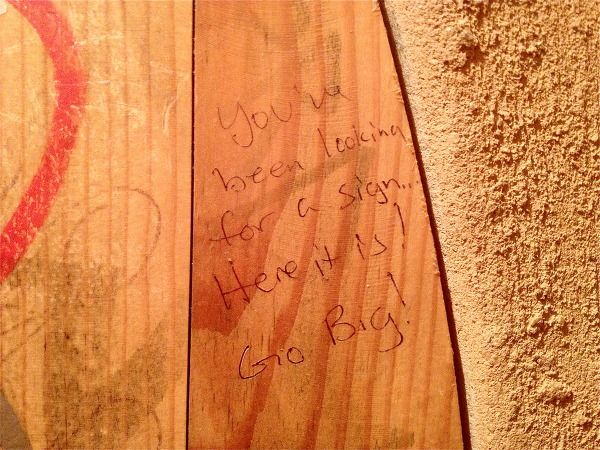 You've
been looking
for a sign...
Here it is!
Go Big!